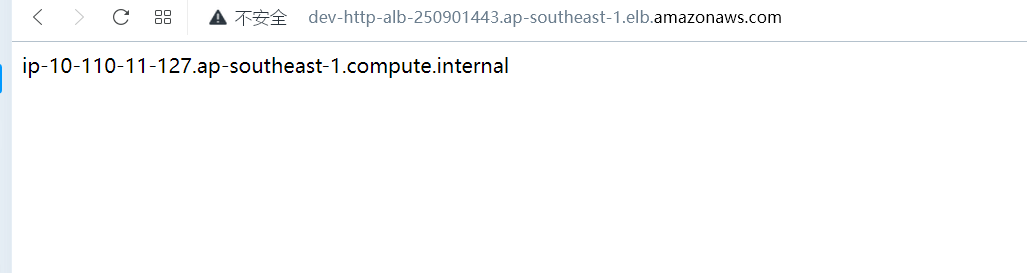 不安全 dev-http-alb-250901443.ap-southeast-1.elb.amazonaws.com
ip-10-110-11-127.ap-southeast-1.compute.internal